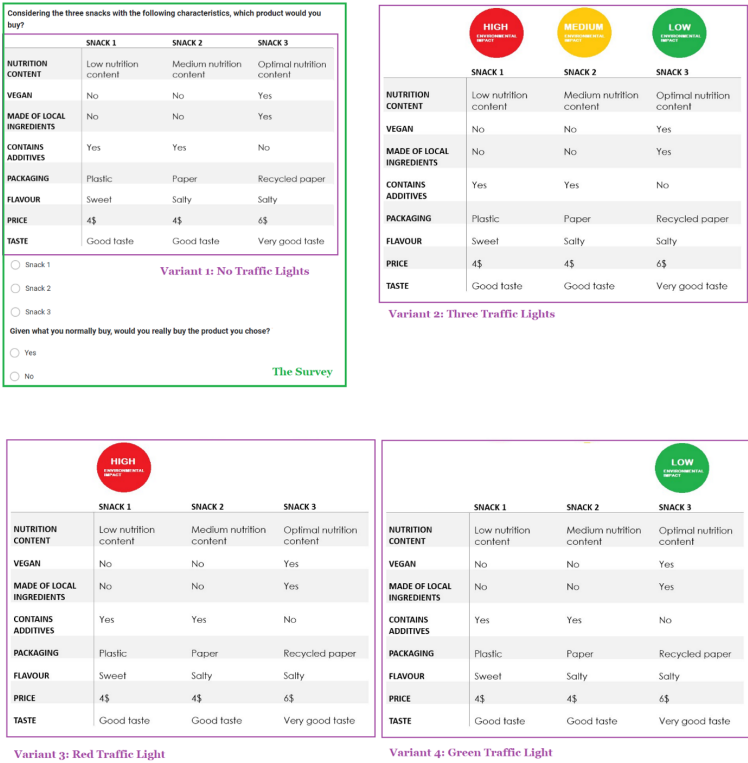 Considering the three snacks with the following characteristics, which product would you
buy?
SNACK 1 SNACK 2 SNACK 3
NUTRITION CONTENT Low nutrition content Medium nutrition content Optimal nutrition content
VEGAN No No Yes
MADE OF LOCAL INGREDIENTS No No Yes
CONTAINS ADDITIVES Yes Yes No
PACKAGING Plastic Paper Recycled paper
FLAVOUR Sweet Salty Salty
PRICE 4$ 4$ 6$
TASTE Good taste Good taste Very good taste
Snack 1
Variant 1: No Traffic Lights
Snack 2
Snack 3
Given what you normally buy, would you really buy the product you chose?
Yes
No
The Survey
HIGH ENVIRONMENTAL IMPACT MEDIUM ENVIRONMENTAL IMPACT LOW ENVIRONMENTAL IMPACT
SNACK 1 SNACK 2 SNACK 3
NUTRITION CONTENT Low nutrition content Medium nutrition content Optimal nutrition content
VEGAN No No Yes
MADE OF LOCAL INGREDIENTS No No Yes
CONTAINS ADDITIVES Yes Yes No
PACKAGING Plastic Paper Recycled paper
FLAVOUR Sweet Salty Salty
PRICE 4$ 4$ 6$
TASTE Good taste Good taste Very good taste
Variant 2: Three Traffic Lights
HIGH ENVIRONMENTAL IMPACT
SNACK 1 SNACK 2 SNACK 3
NUTRITION CONTENT Low nutrition content Medium nutrition content Optimal nutrition content
VEGAN No No Yes
MADE OF LOCAL INGREDIENTS No No Yes
CONTAINS ADDITIVES Yes Yes No
PACKAGING Plastic Paper Recycled paper
FLAVOUR Sweet Salty Salty
PRICE 4$ 4$ 6$
TASTE Good taste Good taste Very good taste
Variant 3: Red Traffic Light
LOW ENVIRONMENTAL IMPACT
SNACK 1 SNACK 2 SNACK 3
NUTRITION CONTENT Low nutrition content Medium nutrition content Optimal nutrition content
VEGAN No No Yes
MADE OF LOCAL INGREDIENTS No No Yes
CONTAINS ADDITIVES Yes Yes No
PACKAGING Plastic Paper Recycled paper
FLAVOUR Sweet Salty Salty
PRICE 4$ 4$ 6$
TASTE Good taste Good taste Very good taste
Variant 4: Green Traffic Light